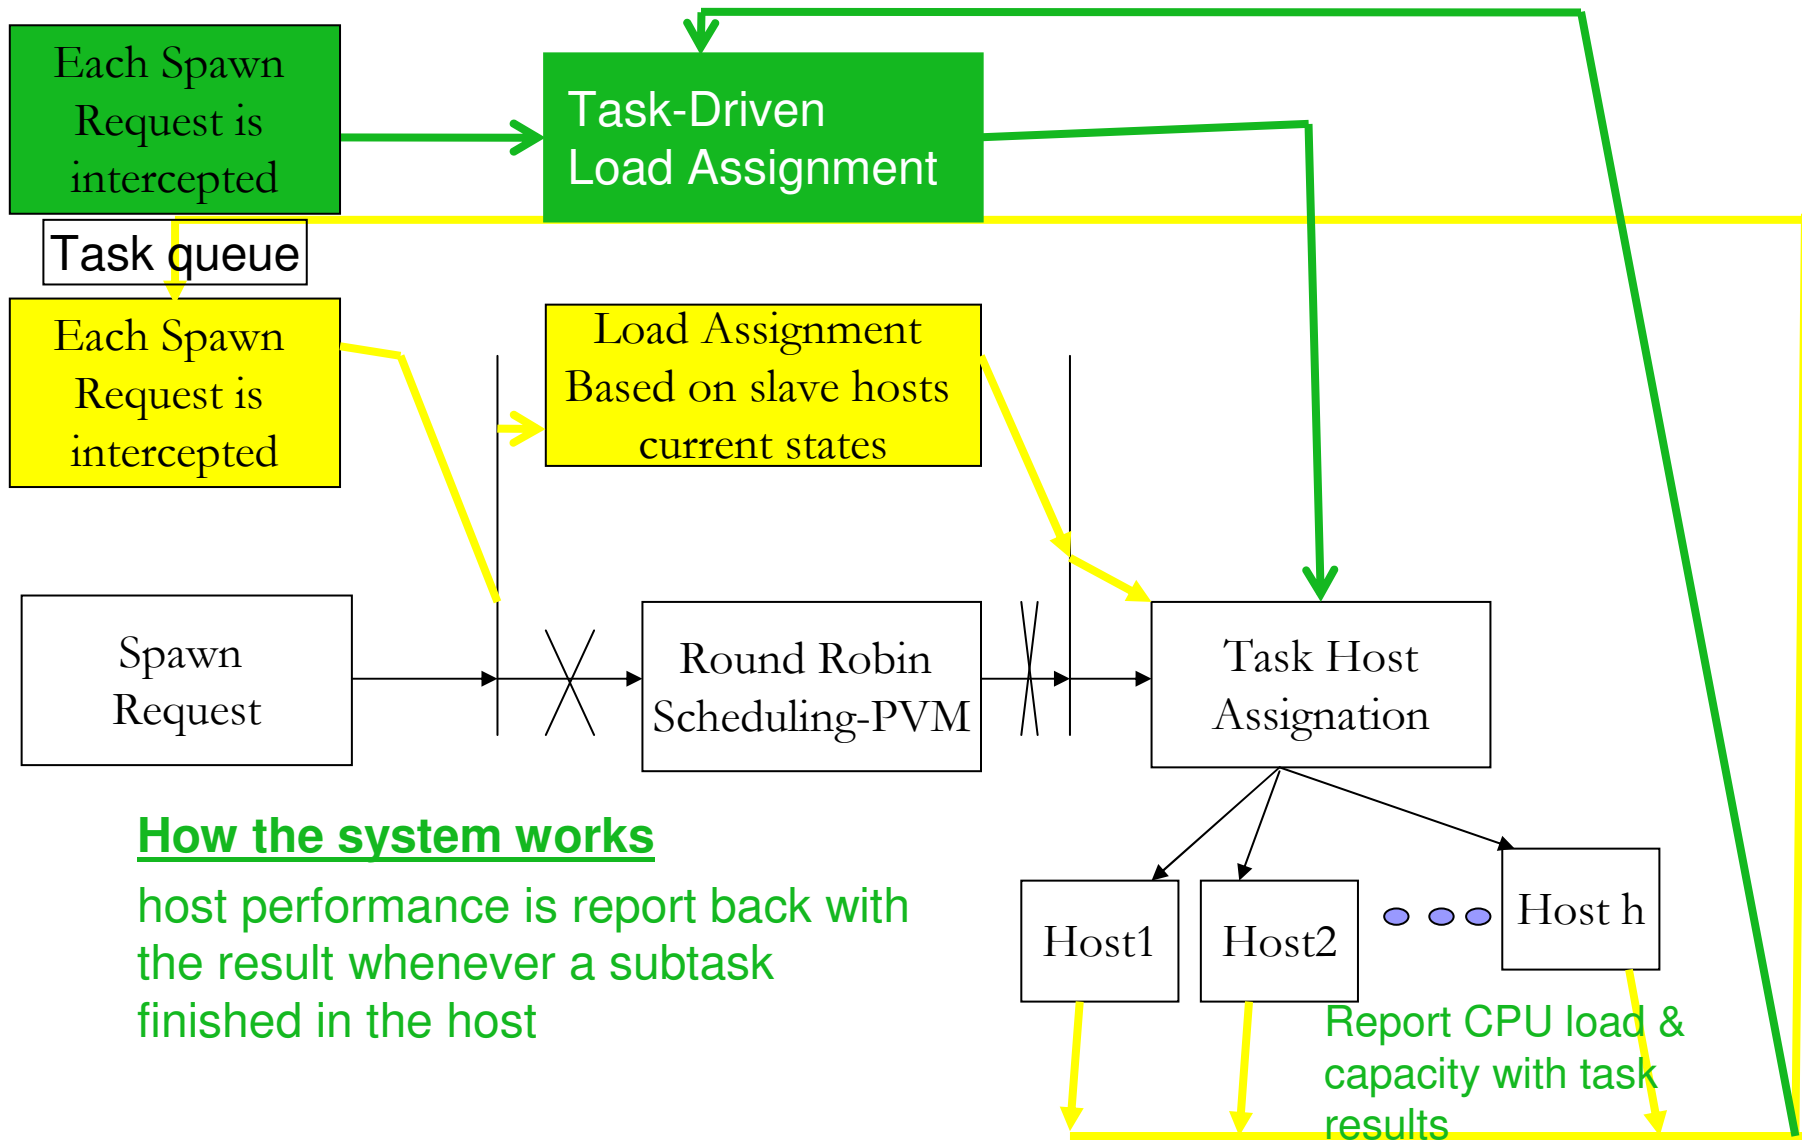 Each Spawn
Request is
intercepted
Task-Driven
Load Assignment
Task queue
Each Spawn
Request is
intercepted
Load Assignment
Based on slave hosts
current states
Spawn
Request
Round Robin
Scheduling-PVM
Task Host
Assignation
How the system works
host performance is report back with
the result whenever a subtask
finished in the host
Host1
Host2
Host h
Report CPU load &
capacity with task
results